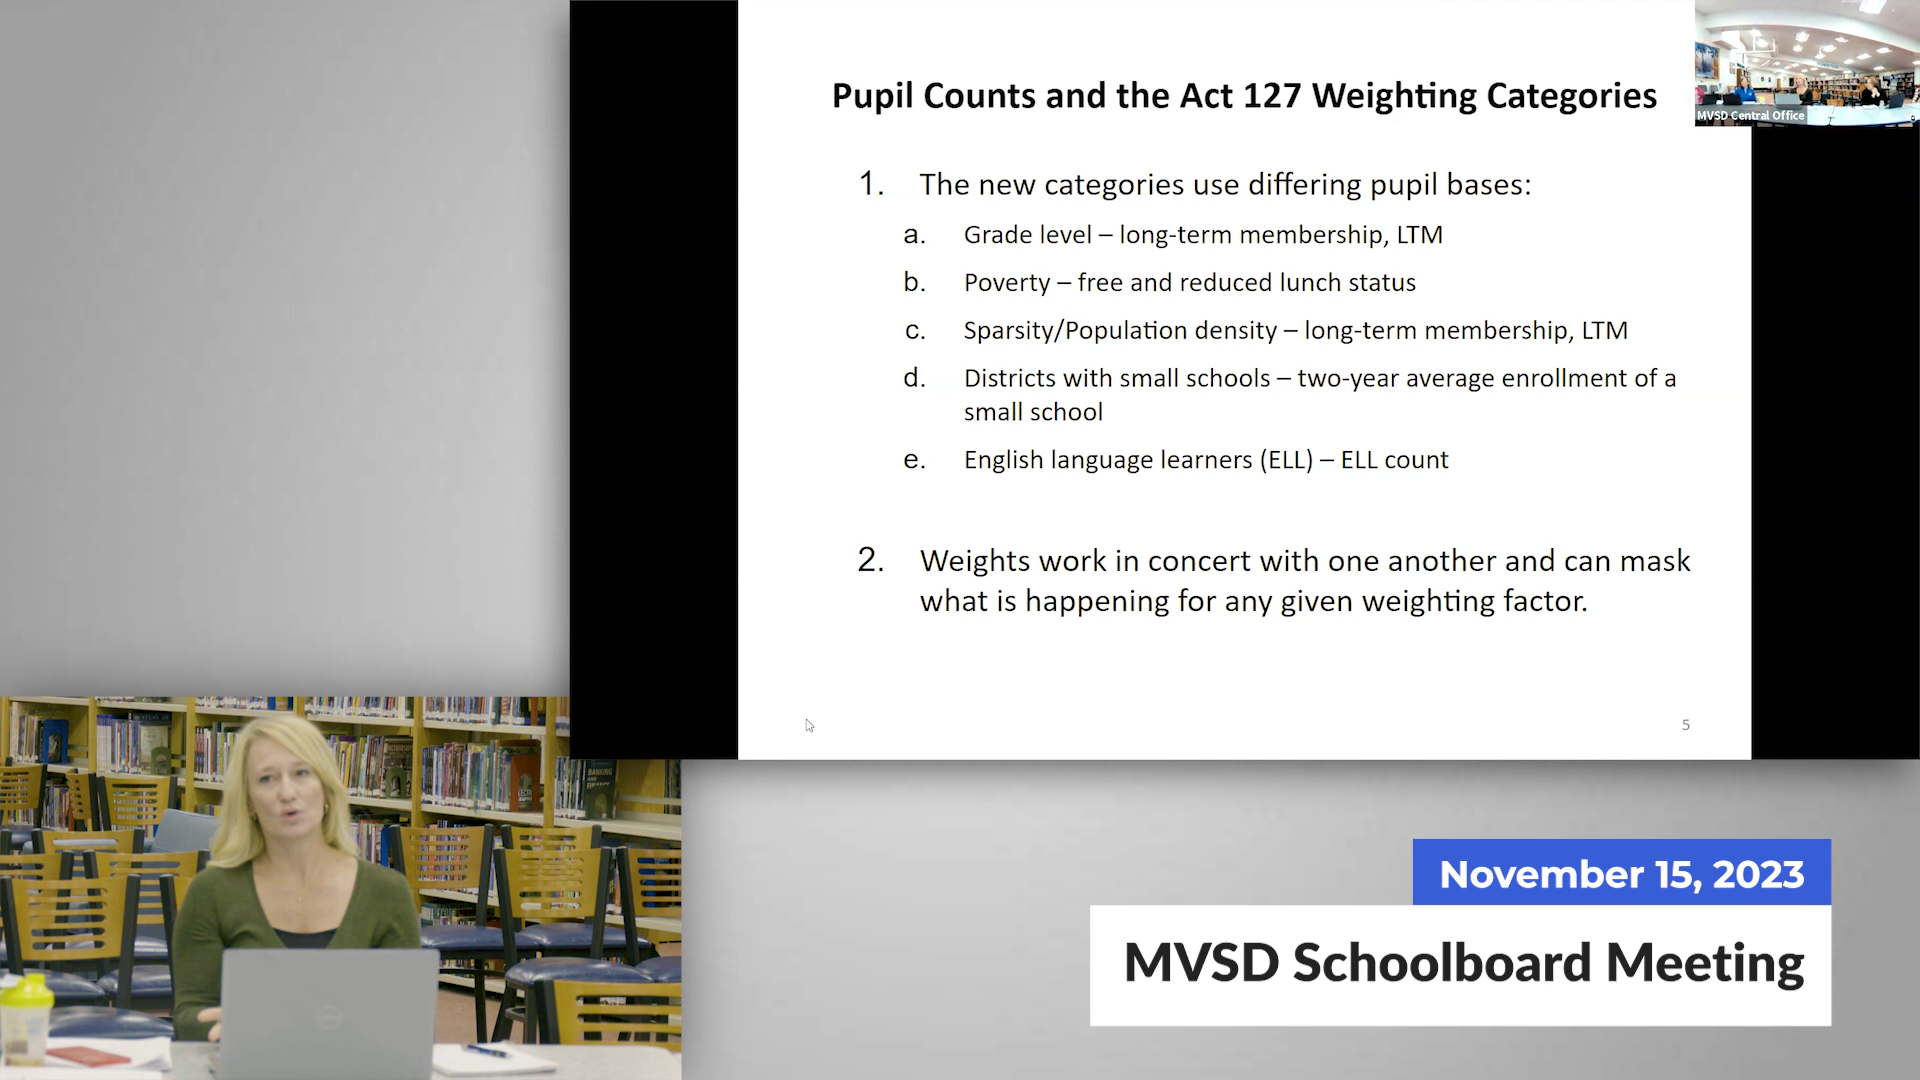 Pupil Counts and the Act 127 Weighting Categories
MVSD Central Office
1. The new categories use differing pupil bases:
a. Grade level – long-term membership, LTM
b. Poverty – free and reduced lunch status
c. Sparsity/Population density – long-term membership, LTM
d. Districts with small schools – two-year average enrollment of a
small school
e. English language learners (ELL) – ELL count
2. Weights work in concert with one another and can mask
what is happening for any given weighting factor.
5
BANKING
AND
FINANCE
DELL
November 15, 2023
MVSD Schoolboard Meeting